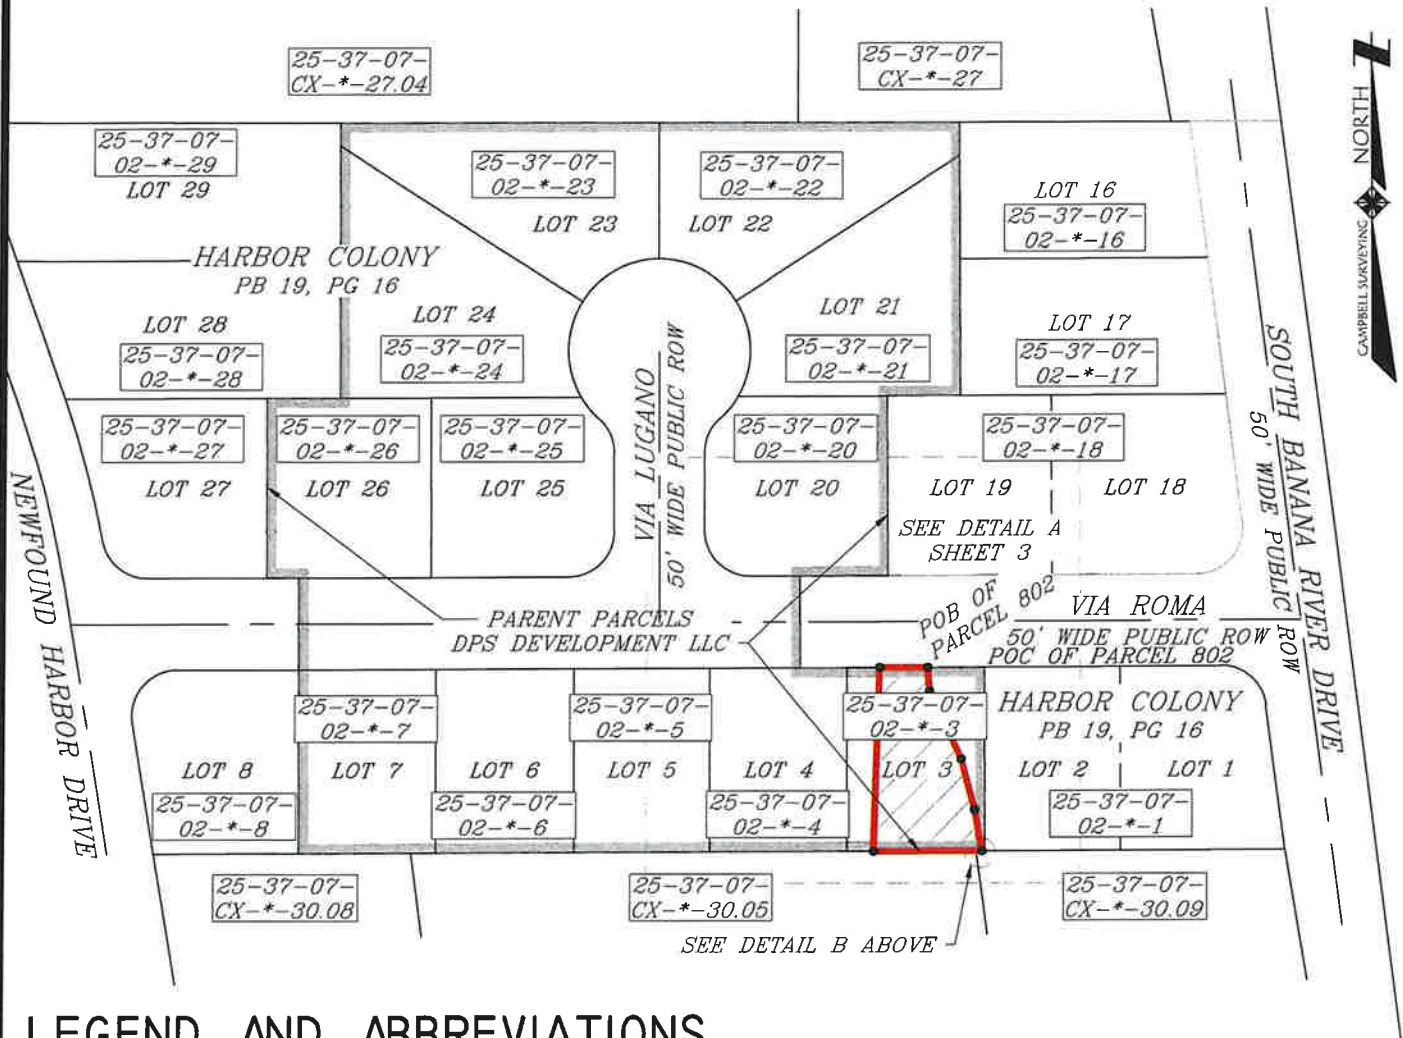 25-37-07-
CX-*-27.04
25-37-07-
CX-*-27
NORTH
CAMPBELL SURVEYING
25-37-07-
02-*-29
LOT 29
25-37-07-
02-*-23
LOT 23
25-37-07-
02-*-22
LOT 22
LOT 16
25-37-07-
02-*-16
HARBOR COLONY
PB 19, PG 16
LOT 28
25-37-07-
02-*-28
LOT 24
25-37-07-
02-*-24
LOT 21
25-37-07-
02-*-21
LOT 17
25-37-07-
02-*-17
VIA LUGANO
50' WIDE PUBLIC ROW
SOUTH BANANA RIVER DRIVE
50' WIDE PUBLIC ROW
25-37-07-
02-*-27
LOT 27
25-37-07-
02-*-26
LOT 26
25-37-07-
02-*-25
LOT 25
25-37-07-
02-*-20
LOT 20
25-37-07-
02-*-18
LOT 19
LOT 18
SEE DETAIL A
SHEET 3
NEWFOUND HARBOR DRIVE
PARENT PARCELS
DPS DEVELOPMENT LLC
POB OF
PARCEL 802
VIA ROMA
50' WIDE PUBLIC ROW
POC OF PARCEL 802
HARBOR COLONY
PB 19, PG 16
25-37-07-
02-*-7
LOT 7
25-37-07-
02-*-5
LOT 5
25-37-07-
02-*-3
LOT 3
LOT 8
25-37-07-
02-*-8
LOT 6
25-37-07-
02-*-6
LOT 4
25-37-07-
02-*-4
LOT 2
LOT 1
25-37-07-
02-*-1
25-37-07-
CX-*-30.08
25-37-07-
CX-*-30.05
25-37-07-
CX-*-30.09
SEE DETAIL B ABOVE
LEGEND AND ABBREVIATIONS